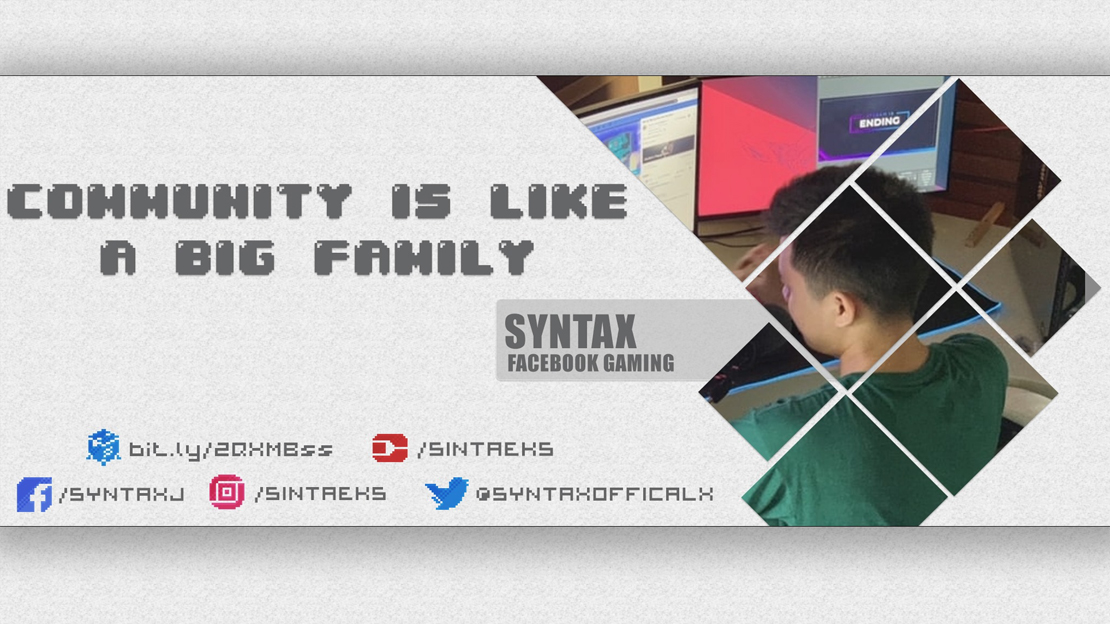 COMMUNITY IS LIKE
A BIG FAMILY
ENDING
SYNTAX
FACEBOOK GAMING
bit.ly/2QXMBss
/SINTAEKS
/SYNTAXJ
/SINTAEKS
@SYNTAXOFFICALX